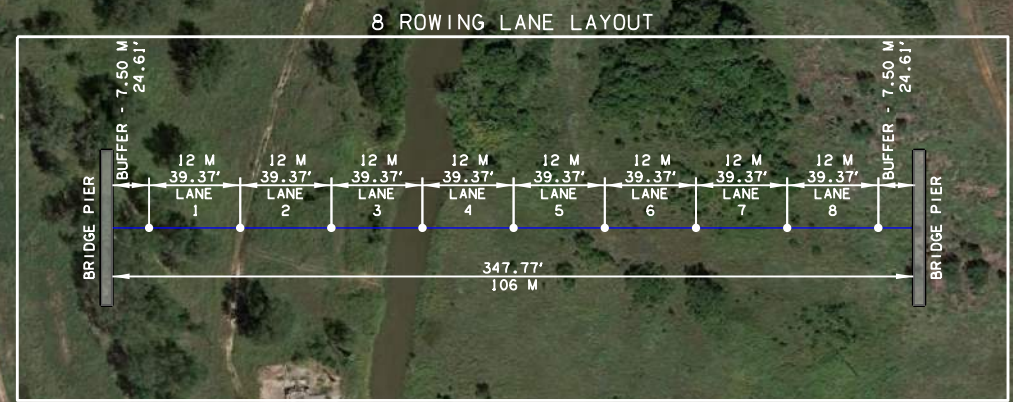 8 ROWING LANE LAYOUT
BUFFER - 7.50 M
24.61'
BUFFER - 7.50 M
24.61'
12 M
39.37'
LANE
1
12 M
39.37'
LANE
2
12 M
39.37'
LANE
3
12 M
39.37'
LANE
4
12 M
39.37'
LANE
5
12 M
39.37'
LANE
6
12 M
39.37'
LANE
7
12 M
39.37'
LANE
8
BRIDGE PIER
BRIDGE PIER
347.77'
106 M